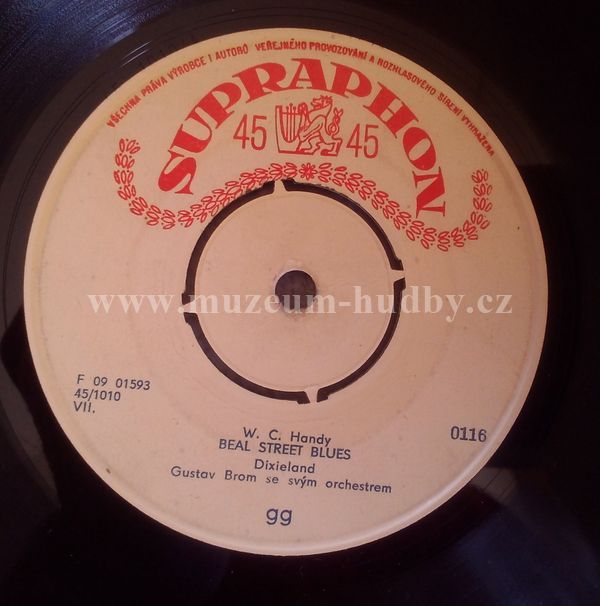 VŠECHNA PRÁVA VÝROBCE I AUTORŮ VEŘEJNÉHO PROVOZOVÁNÍ A ROZHLASOVÉHO ŠÍŘENÍ VYHRAŽENA
SUPRAPHON
45 45
www.muzeum-hudby.cz
F 09 01593
45/1010
VII.
0116
W. C. Handy
BEAL STREET BLUES
Dixieland
Gustav Brom se svým orchestrem
gg